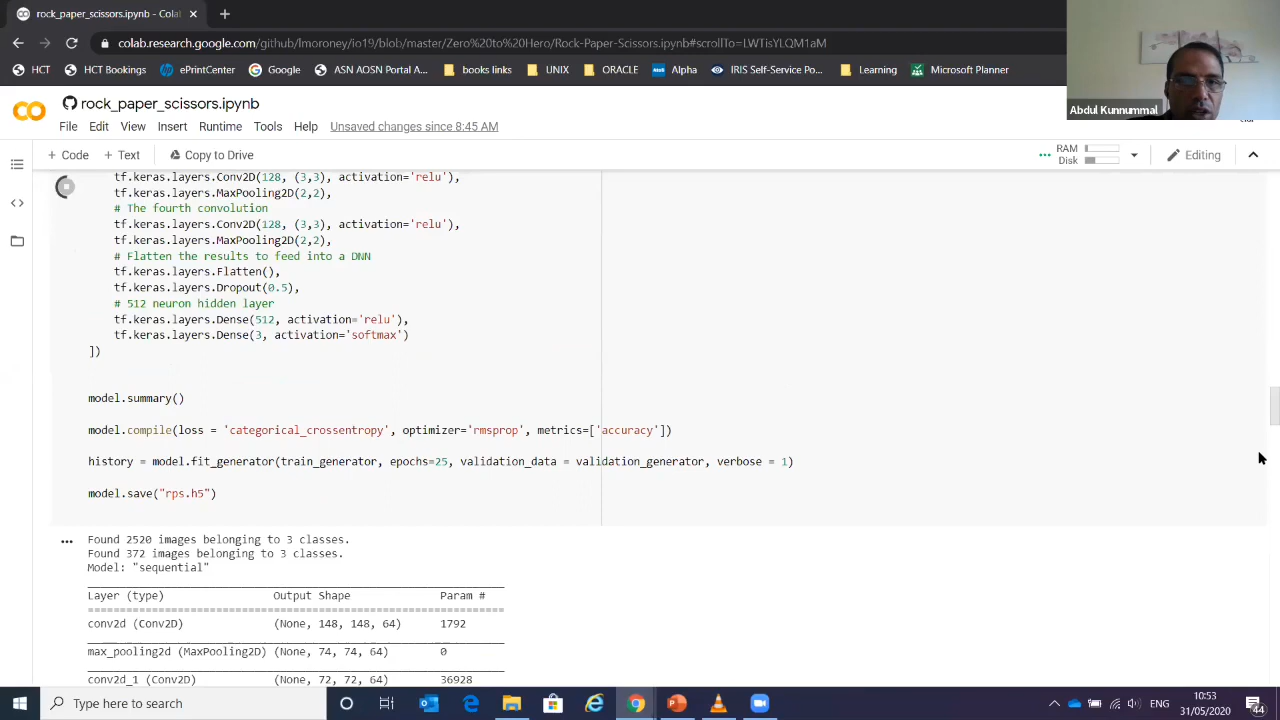 rock_paper_scissors.ipynb - Colab
colab.research.google.com/github/lmoroney/io19/blob/master/Zero%20to%20Hero/Rock-Paper-Scissors.ipynb#scrollTo=LWTisYLQM1aM
HCT
HCT Bookings
ePrintCenter
Google
ASN AOSN Portal A...
books links
UNIX
ORACLE
Alpha
IRIS Self-Service Po...
Learning
Microsoft Planner
Abdul Kunnummal
rock_paper_scissors.ipynb
File Edit View Insert Runtime Tools Help Unsaved changes since 8:45 AM
+ Code + Text Copy to Drive
RAM
Disk
Editing
tf.keras.layers.Conv2D(128, (3,3), activation='relu'),
tf.keras.layers.MaxPooling2D(2,2),
# The fourth convolution
tf.keras.layers.Conv2D(128, (3,3), activation='relu'),
tf.keras.layers.MaxPooling2D(2,2),
# Flatten the results to feed into a DNN
tf.keras.layers.Flatten(),
tf.keras.layers.Dropout(0.5),
# 512 neuron hidden layer
tf.keras.layers.Dense(512, activation='relu'),
tf.keras.layers.Dense(3, activation='softmax')
])
model.summary()
model.compile(loss = 'categorical_crossentropy', optimizer='rmsprop', metrics=['accuracy'])
history = model.fit_generator(train_generator, epochs=25, validation_data = validation_generator, verbose = 1)
model.save("rps.h5")
Found 2520 images belonging to 3 classes.
Found 372 images belonging to 3 classes.
Model: "sequential"
Layer (type) Output Shape Param #
conv2d (Conv2D) (None, 148, 148, 64) 1792
max_pooling2d (MaxPooling2D) (None, 74, 74, 64) 0
conv2d_1 (Conv2D) (None, 72, 72, 64) 36928
Type here to search
ENG
10:53
31/05/2020
44